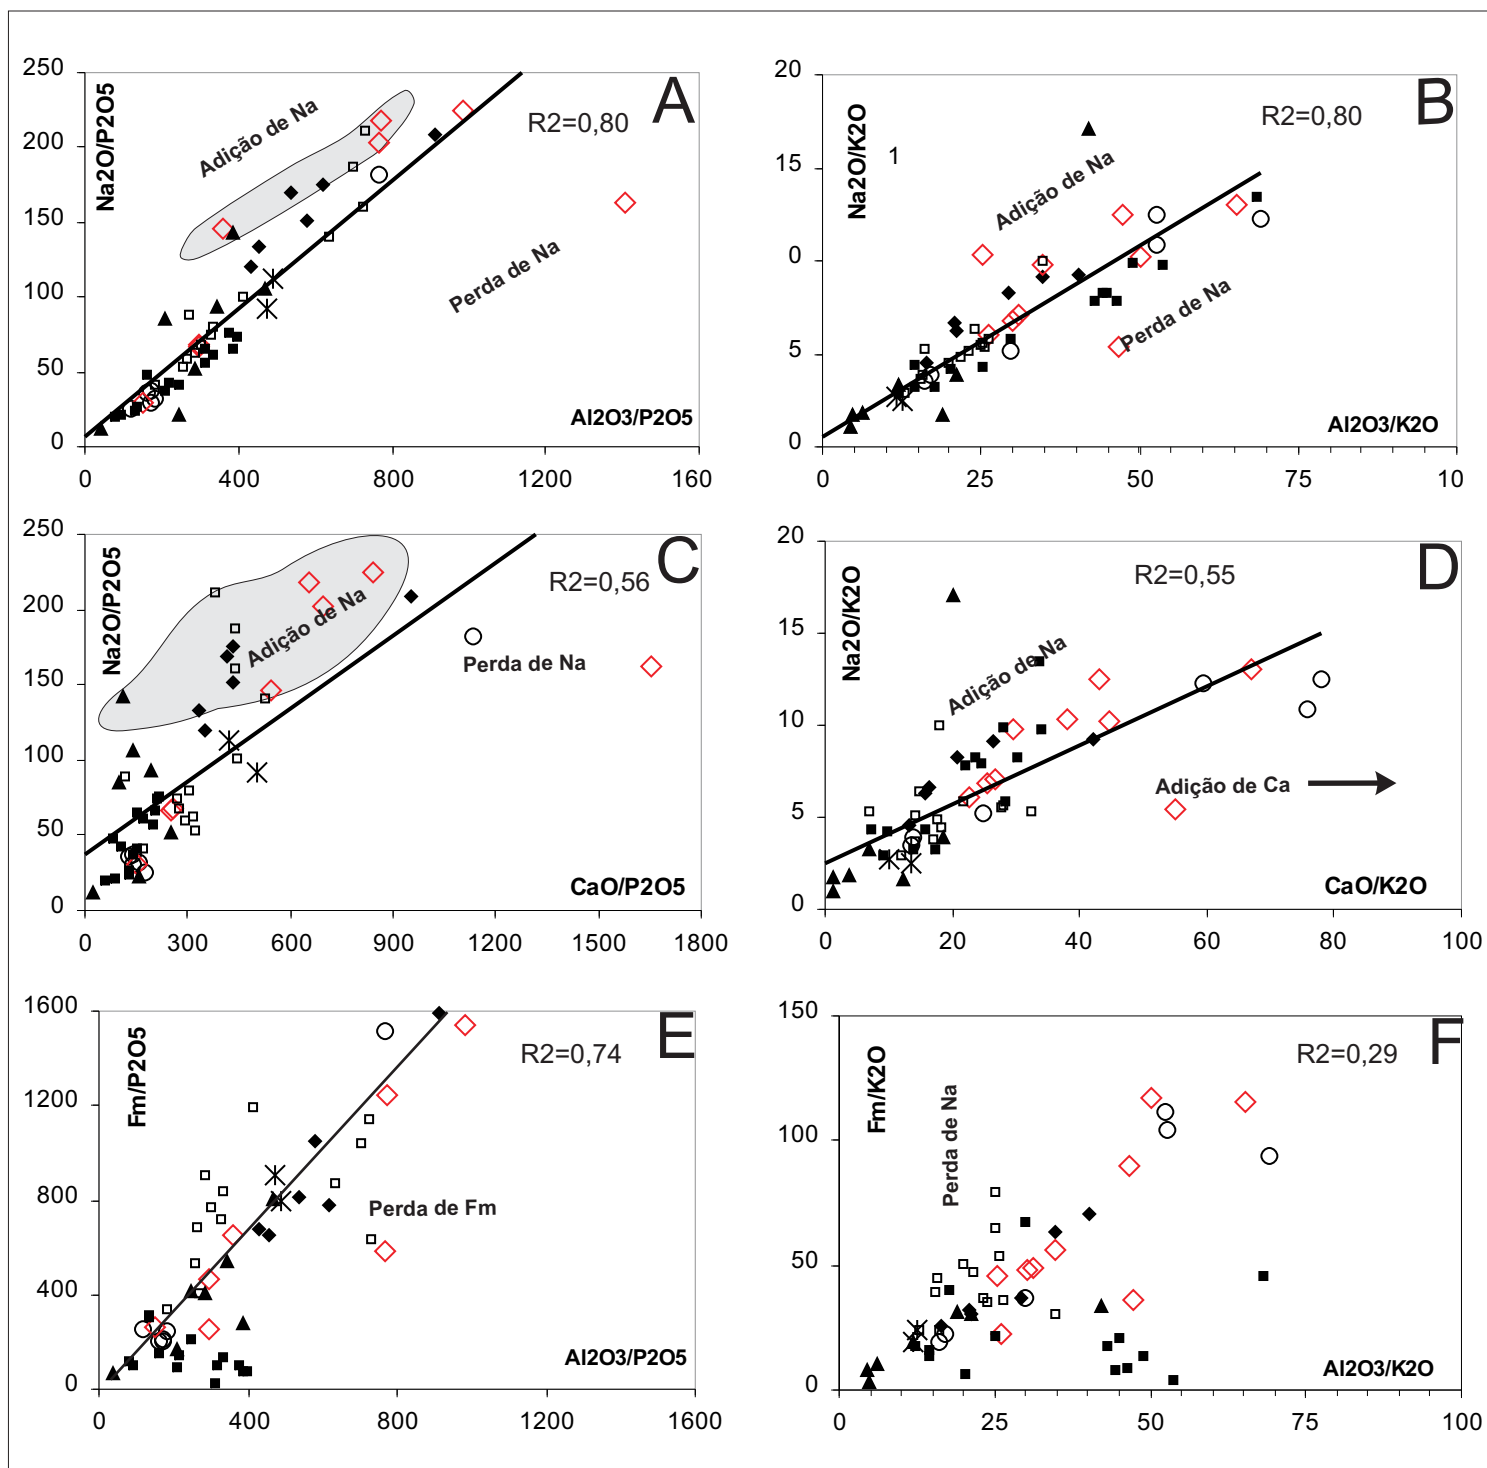 A
250
200
150
100
50
0
Na2O/P2O5
Adição de Na
R2=0,80
Perda de Na
Al2O3/P2O5
0
400
800
1200
160
B
20
15
0
5
0
Na2O/K2O
1
Adição de Na
R2=0,80
Perda de Na
Al2O3/K2O
0
25
50
75
10
C
250
200
150
100
50
0
Na2O/P2O5
Adição de Na
R2=0,56
Perda de Na
CaO/P2O5
0
300
600
900
1200
1500
1800
D
20
15
10
5
0
Na2O/K2O
Adição de Na
R2=0,55
Adição de Ca
CaO/K2O
0
20
40
60
80
100
E
1600
1200
800
400
0
Fm/P2O5
R2=0,74
Perda de Fm
Al2O3/P2O5
0
400
800
1200
1600
F
150
100
50
0
Fm/K2O
Perda de Na
R2=0,29
Al2O3/K2O
0
25
50
75
100